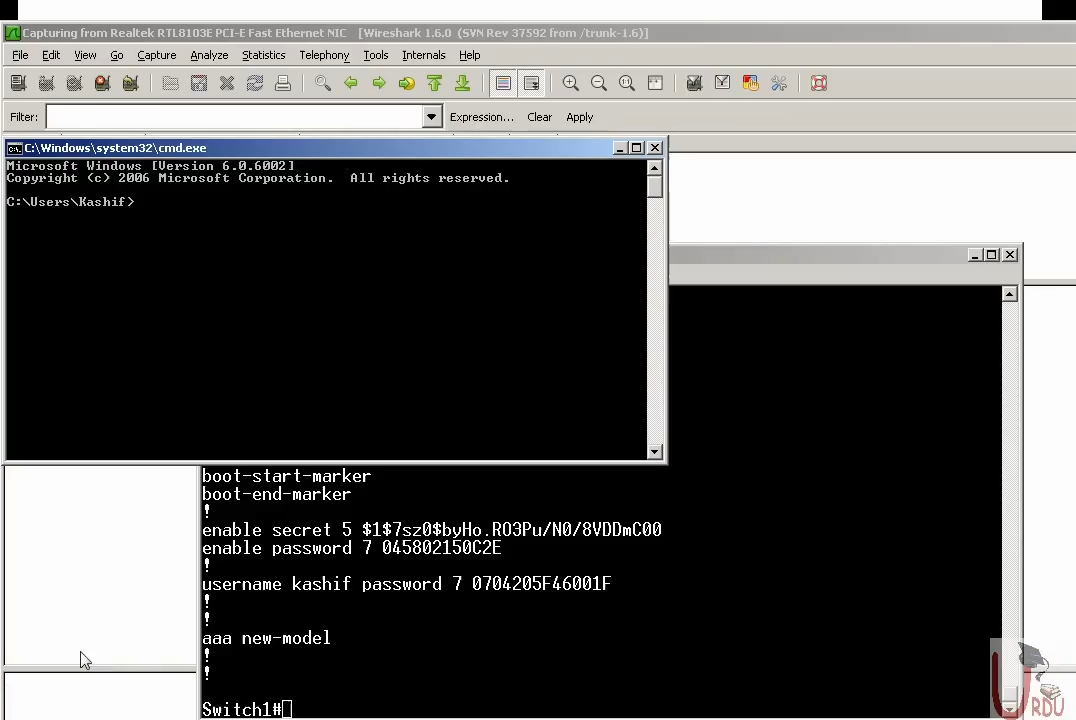 Capturing from Realtek RTL8103E PCI-E Fast Ethernet NIC [Wireshark 1.6.0 (SVN Rev 37592 from /trunk-1.6)]
File Edit View Go Capture Analyze Statistics Telephony Tools Internals Help
Filter: Expression... Clear Apply
C:\Windows\system32\cmd.exe
Microsoft Windows [Version 6.0.6002]
Copyright (c) 2006 Microsoft Corporation. All rights reserved.
C:\Users\Kashif>
boot-start-marker
boot-end-marker
!
enable secret 5 $1$7sz0$byHo.RO3Pu/N0/8VDDmC00
enable password 7 045802150C2E
!
username kashif password 7 0704205F46001F
!
!
aaa new-model
!
!
Switch1#
URDU